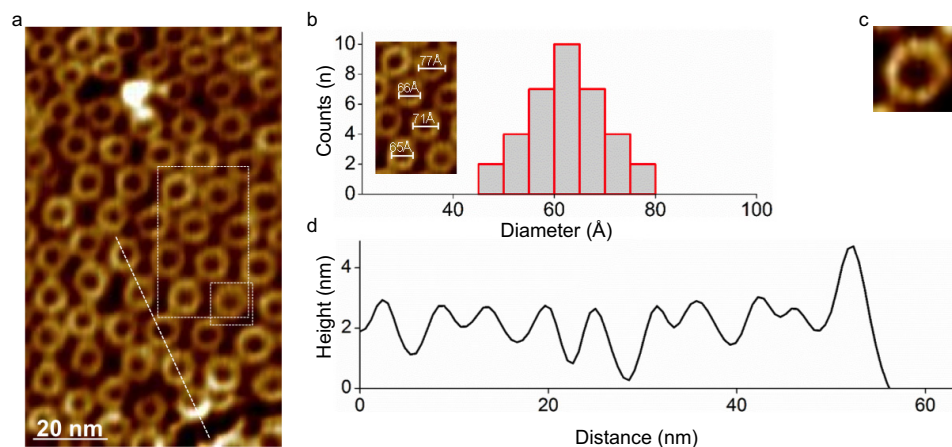 a
20 nm
b
Counts (n)
10
8
6
4
2
0
77Å
66Å
71Å
65Å
40
60
80
100
Diameter (Å)
c
d
Height (nm)
4
2
0
0
20
40
60
Distance (nm)